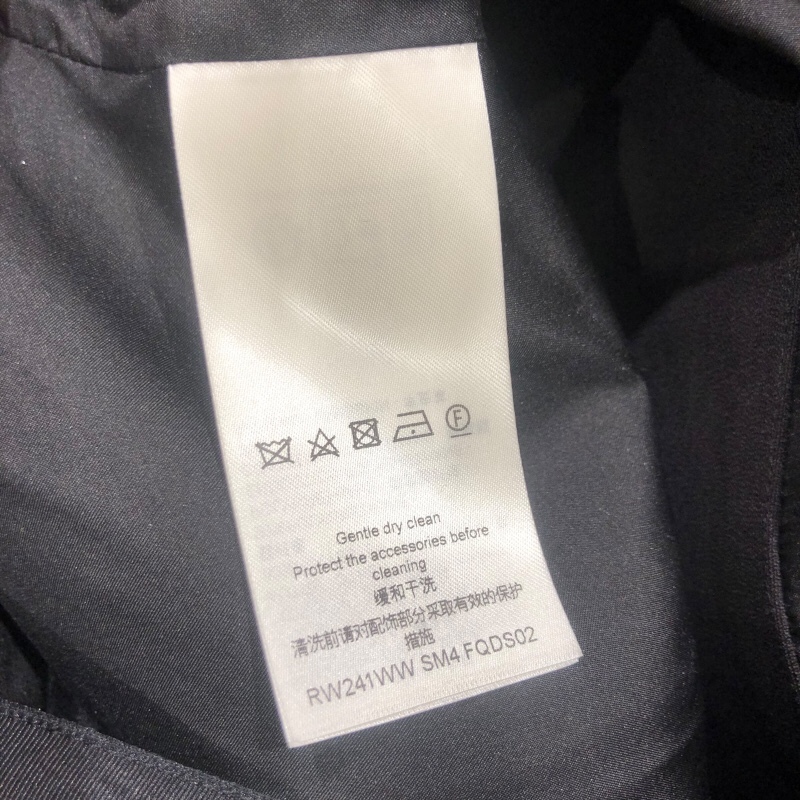 F
Gentle dry clean
Protect the accessories before
cleaning
缓和干洗
清洗前请对配饰部分采取有效的保护
措施
RW241WW SM4 FQDS02